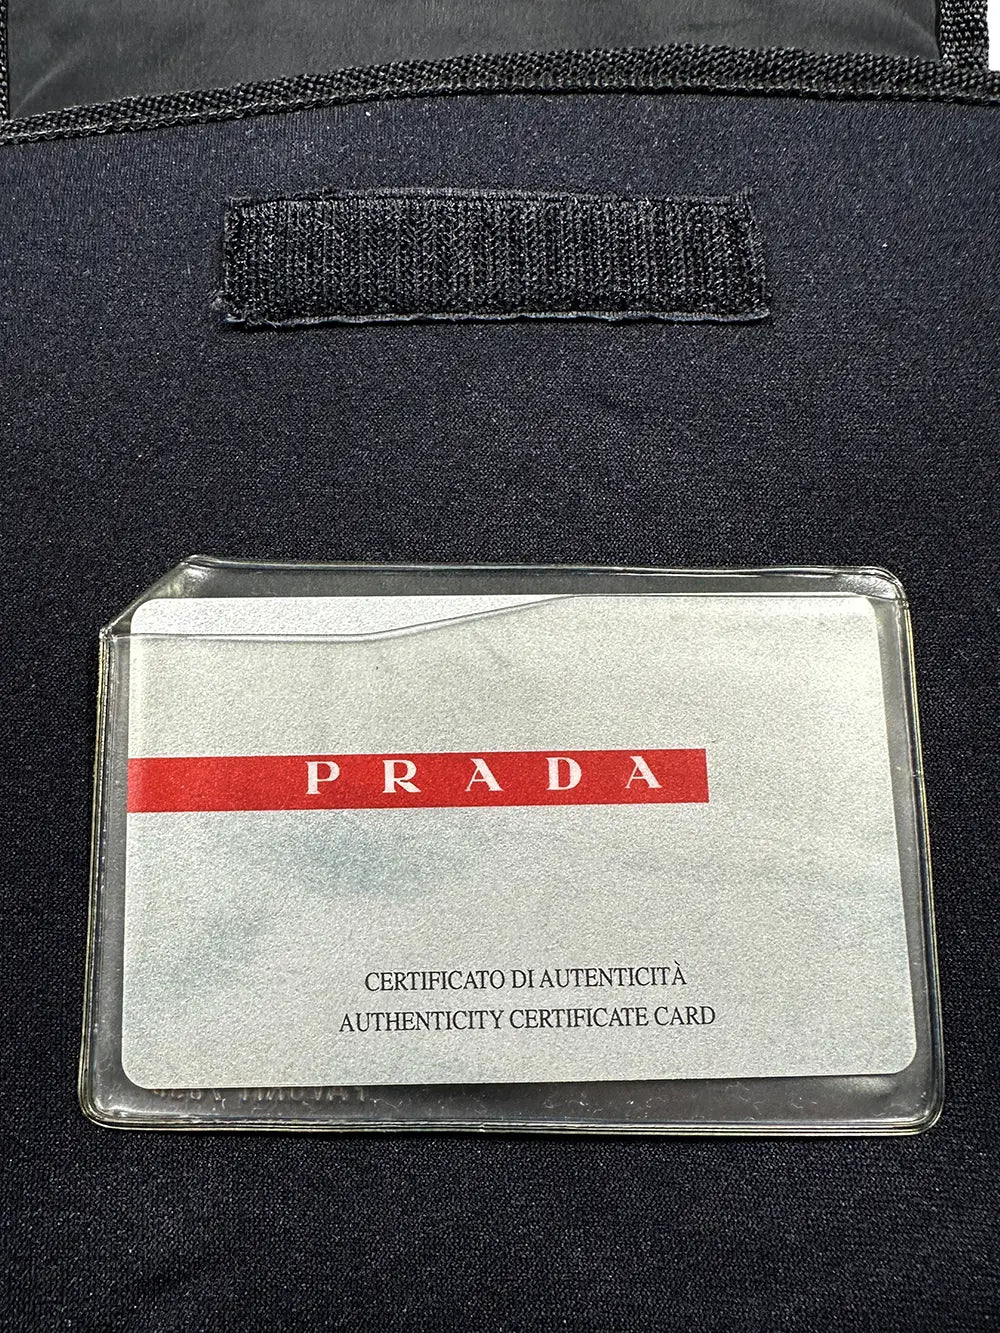 PRADA
CERTIFICATO DI AUTENTICITÀ
AUTHENTICITY CERTIFICATE CARD